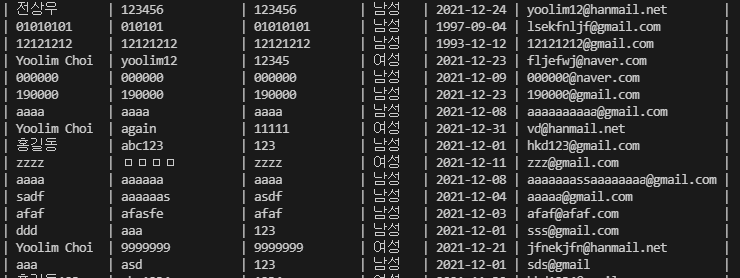 | 전상우 | 123456 | 123456 | 남성 | 2021-12-24 | yoolim12@hanmail.net |
| 01010101 | 010101 | 01010101 | 남성 | 1997-09-04 | lsekfnljf@gmail.com |
| 12121212 | 12121212 | 12121212 | 남성 | 1993-12-12 | 12121212@gmail.com |
| Yoolim Choi | yoolim12 | 12345 | 여성 | 2021-12-23 | fljefwj@naver.com |
| 000000 | 000000 | 000000 | 남성 | 2021-12-09 | 000000@naver.com |
| 190000 | 190000 | 190000 | 남성 | 2021-12-23 | 190000@gmail.com |
| aaaa | aaaa | aaaa | 남성 | 2021-12-08 | aaaaaaaaaa@gmail.com |
| Yoolim Choi | again | 11111 | 여성 | 2021-12-31 | vd@hanmail.net |
| 홍길동 | abc123 | 123 | 남성 | 2021-12-01 | hkd123@gmail.com |
| zzzz | ㅁㅁㅁㅁ | zzzz | 여성 | 2021-12-11 | zzz@gmail.com |
| aaaa | aaaaaa | aaaa | 남성 | 2021-12-08 | aaaaaaassaaaaaaaa@gmail.com |
| sadf | aaaaaas | asdf | 남성 | 2021-12-04 | aaaaa@gmail.com |
| afaf | afasfe | afaf | 남성 | 2021-12-03 | afaf@afaf.com |
| ddd | aaa | 123 | 남성 | 2021-12-01 | sss@gmail.com |
| Yoolim Choi | 9999999 | 9999999 | 여성 | 2021-12-21 | jfnekjfn@hanmail.net |
| aaa | asd | 123 | 남성 | 2021-12-01 | sds@gmail |